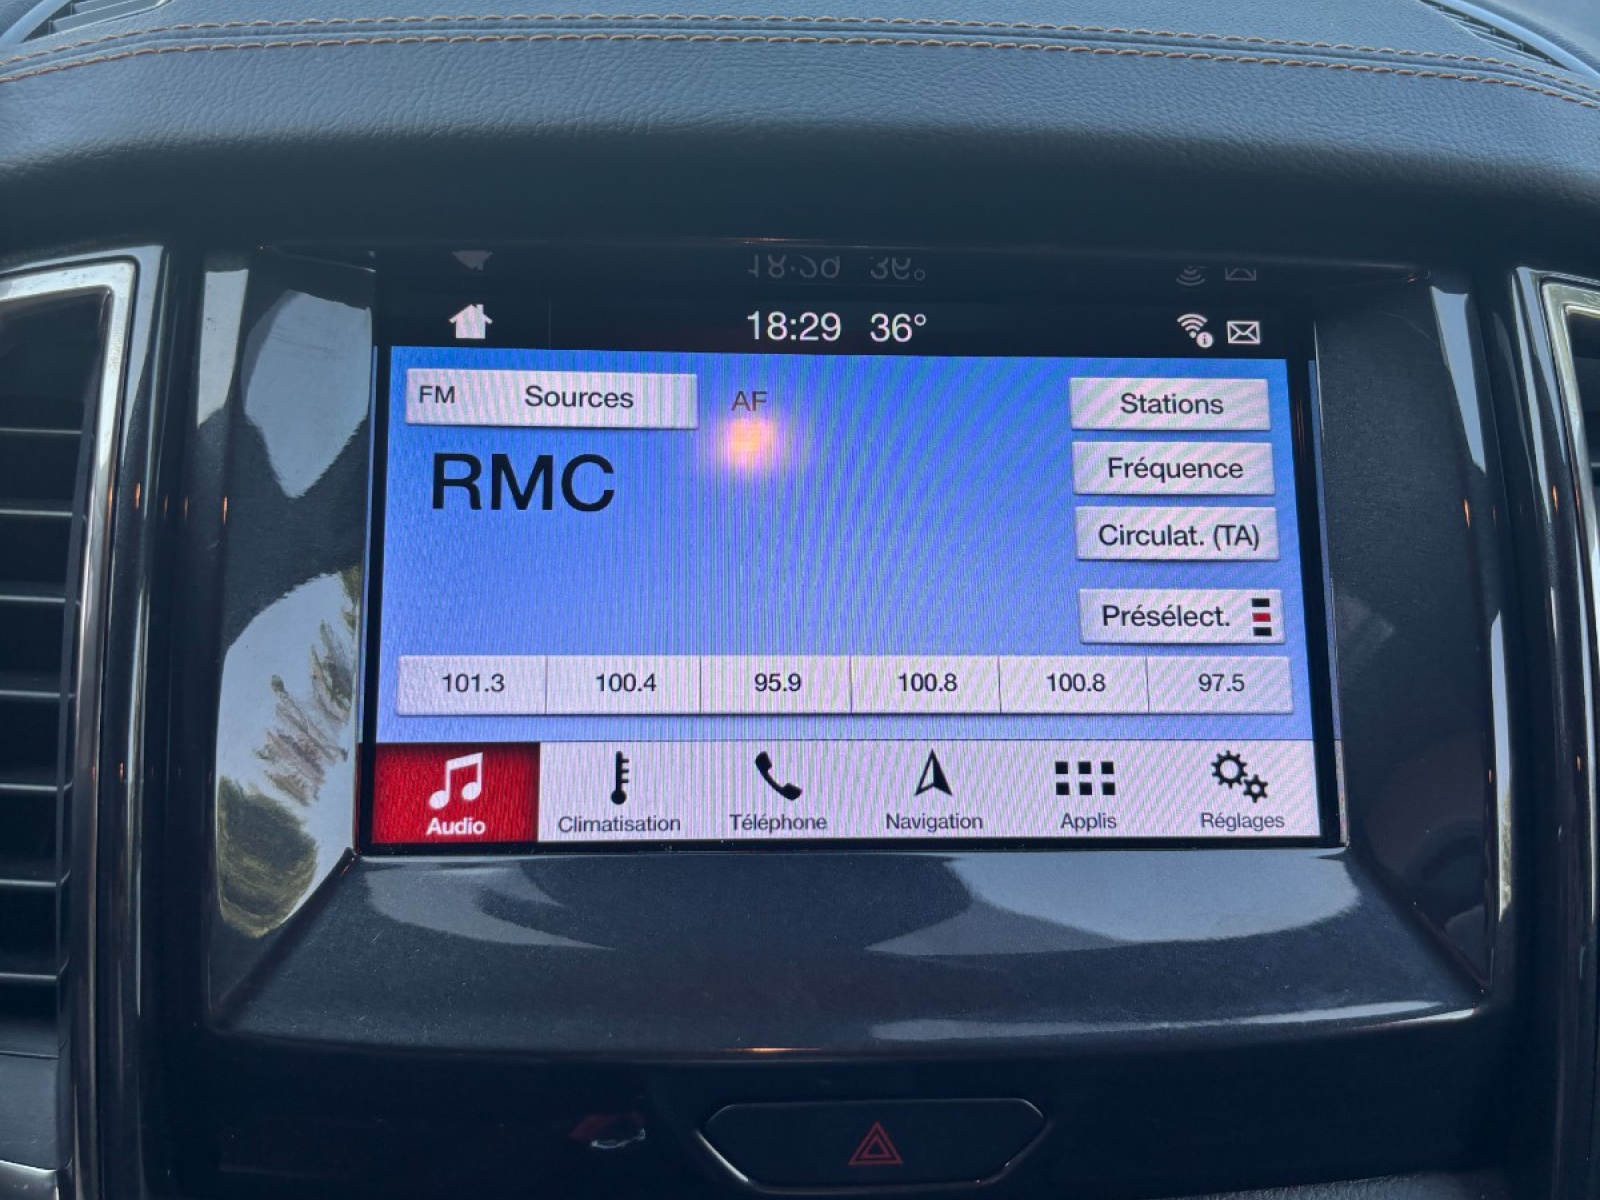 18:29 36°
FM Sources AF Stations
RMC
Fréquence
Circulat. (TA)
Présélect.
101.3 100.4 95.9 100.8 100.8 97.5
Audio Climatisation Téléphone Navigation Applis Réglages